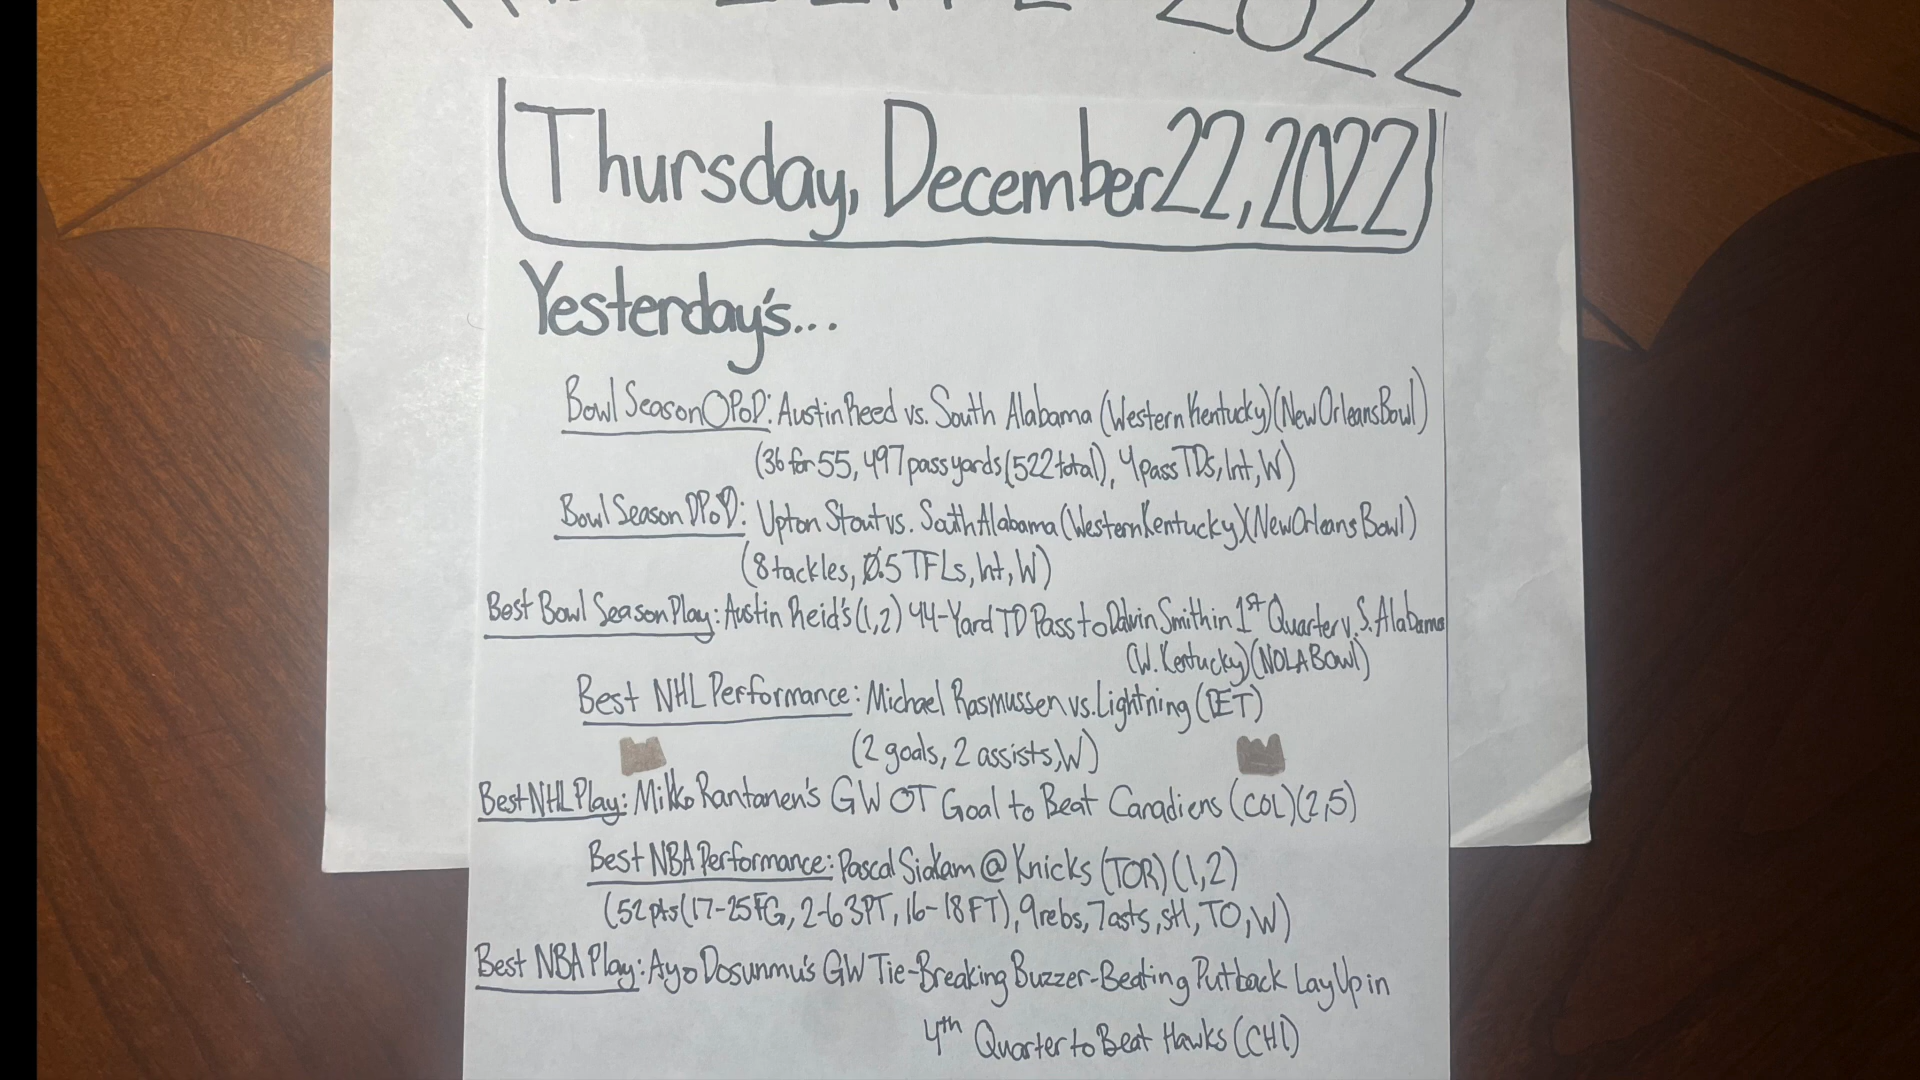 2022
Thursday, December 22, 2022
Yesterday's...
Bowl Season OPoD: Austin Reed vs. South Alabama (Western Kentucky)(New Orleans Bowl)
(36 for 55, 497 pass yards (522 total), 4 pass TDs, Int, W)
Bowl Season DPoD: Upton Stout vs. South Alabama (Western Kentucky)(New Orleans Bowl)
(8 tackles, 0.5 TFLs, Int, W)
Best Bowl Season Play: Austin Reid's (1,2) 44-Yard TD Pass to Dalvin Smith in 1st Quarter v. S. Alabama
(W. Kentucky)(NOLA Bowl)
Best NHL Performance: Michael Rasmussen vs. Lightning (DET)
(2 goals, 2 assists, W)
Best NHL Play: Mikko Rantanen's GW OT Goal to Beat Canadiens (COL)(2,5)
Best NBA Performance: Pascal Siakam @ Knicks (TOR)(1,2)
(52 pts (17-25 FG, 2-6 3PT, 16-18 FT), 9 rebs, 7 asts, stl, TO, W)
Best NBA Play: Ayo Dosunmu's GW Tie-Breaking Buzzer-Beating Putback Lay Up in
4th Quarter to Beat Hawks (CHI)